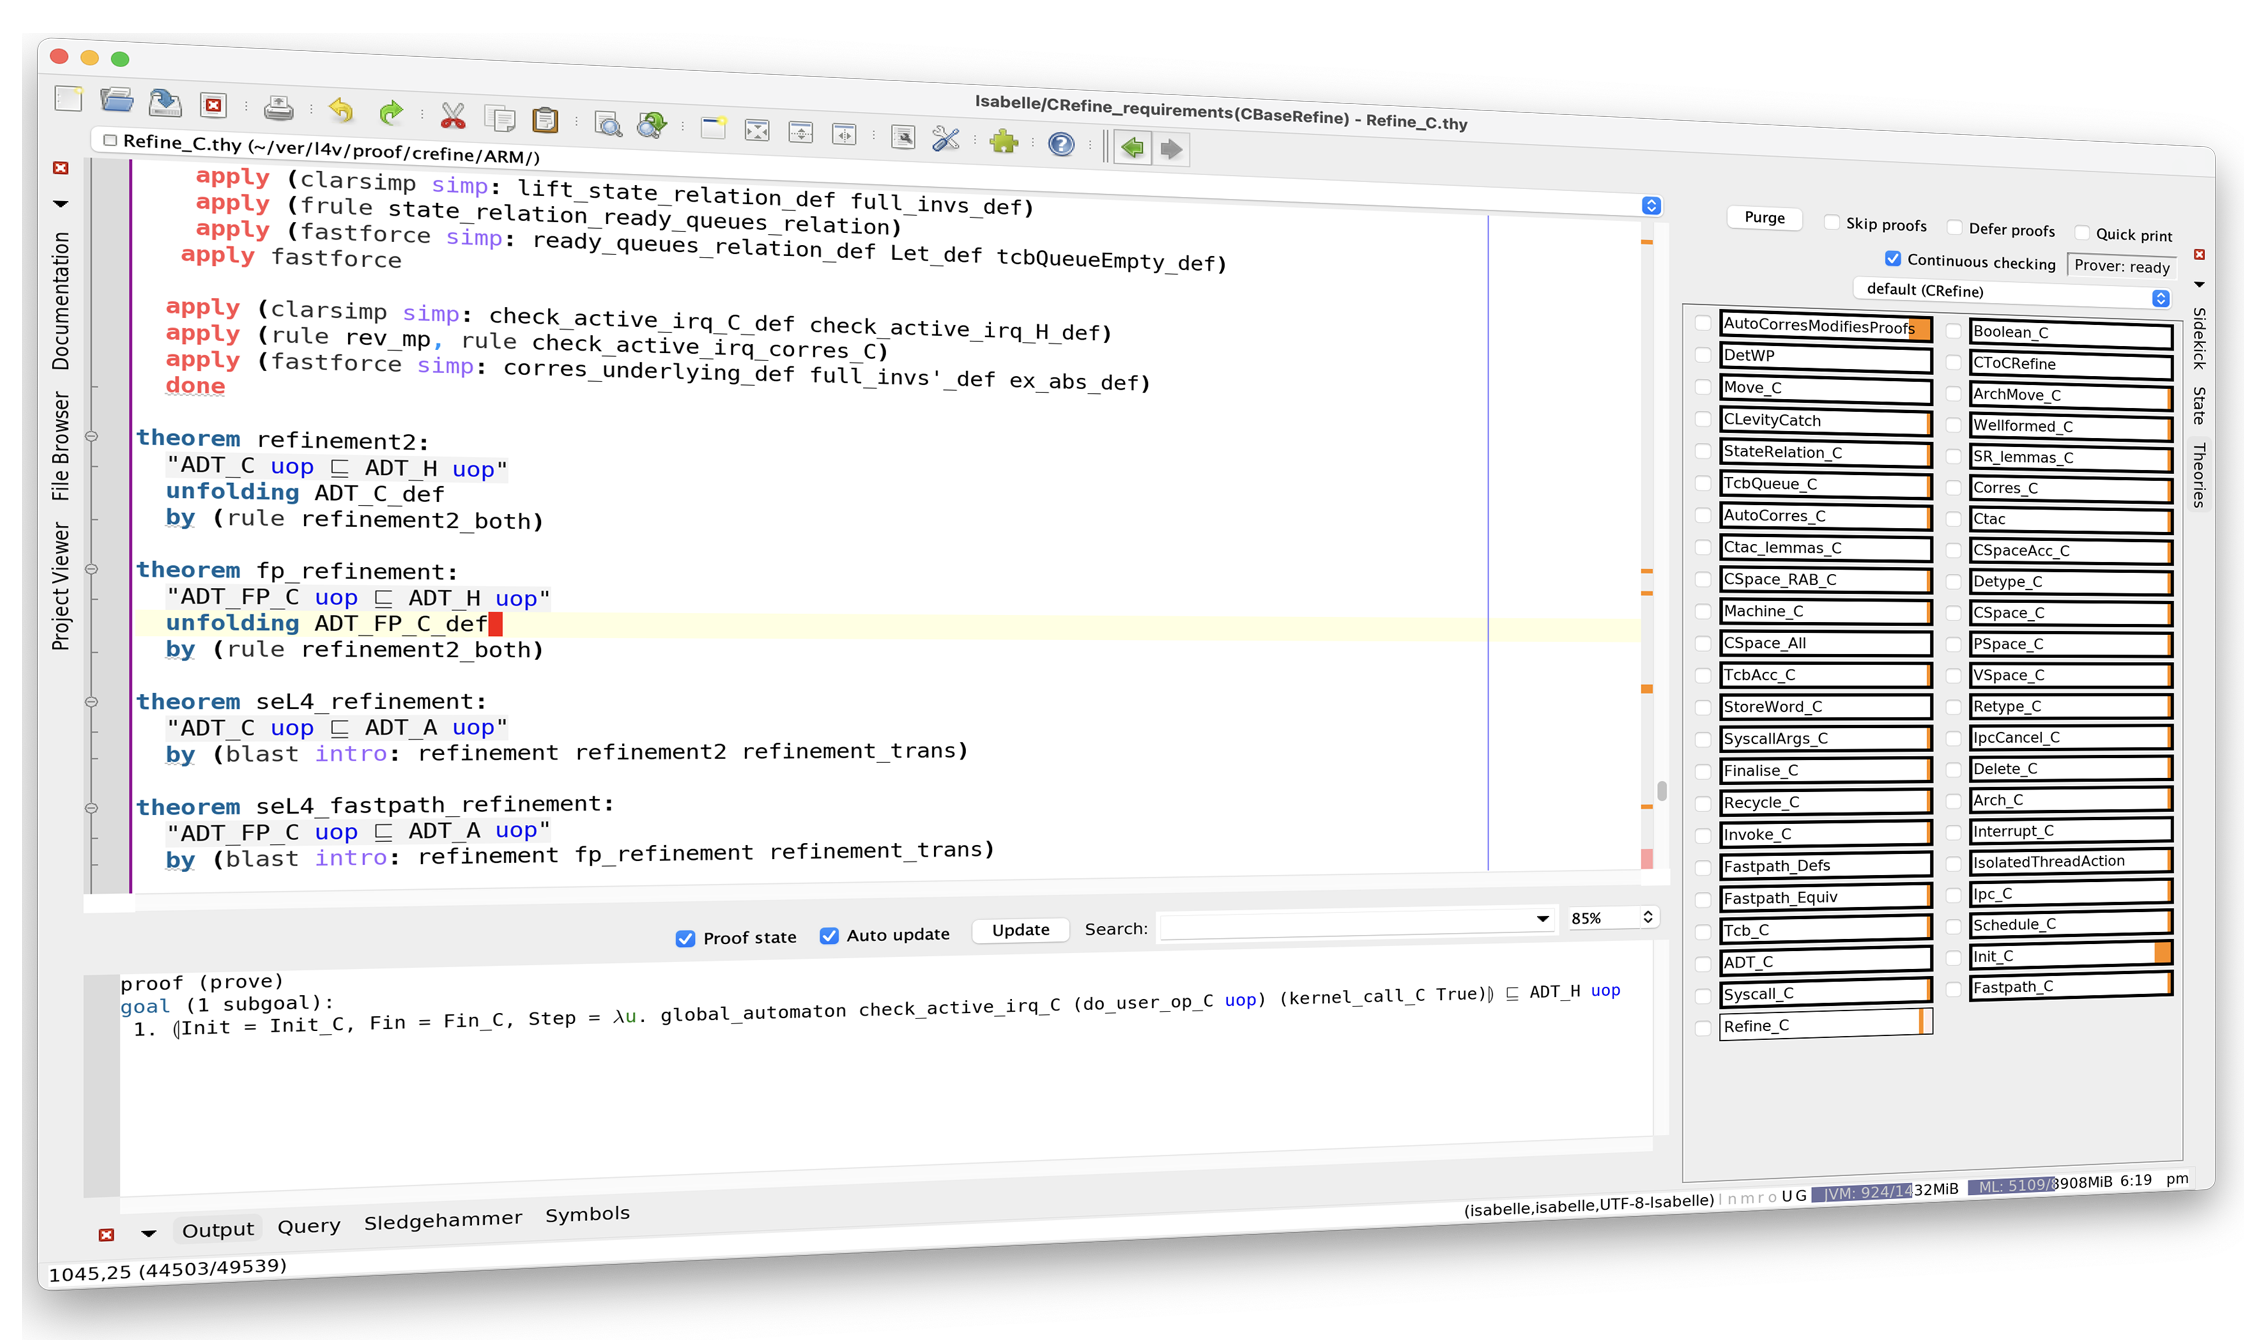 Isabelle/CRefine_requirements(CBaseRefine) - Refine_C.thy
Refine_C.thy (~/ver/l4v/proof/crefine/ARM/)
Documentation
File Browser
Project Viewer
apply (clarsimp simp: lift_state_relation_def full_invs_def)
apply (frule state_relation_ready_queues_relation)
apply (fastforce simp: ready_queues_relation_def Let_def tcbQueueEmpty_def)
apply fastforce
apply (clarsimp simp: check_active_irq_C_def check_active_irq_H_def)
apply (rule rev_mp, rule check_active_irq_corres_C)
apply (fastforce simp: corres_underlying_def full_invs'_def ex_abs_def)
done
theorem refinement2:
"ADT_C uop ⊑ ADT_H uop"
unfolding ADT_C_def
by (rule refinement2_both)
theorem fp_refinement:
"ADT_FP_C uop ⊑ ADT_H uop"
unfolding ADT_FP_C_def
by (rule refinement2_both)
theorem seL4_refinement:
"ADT_C uop ⊑ ADT_A uop"
by (blast intro: refinement refinement2 refinement_trans)
theorem seL4_fastpath_refinement:
"ADT_FP_C uop ⊑ ADT_A uop"
by (blast intro: refinement fp_refinement refinement_trans)
Proof state Auto update Update Search: 85%
proof (prove)
goal (1 subgoal):
1. ⦇Init = Init_C, Fin = Fin_C, Step = λu. global_automaton check_active_irq_C (do_user_op_C uop) (kernel_call_C True)⦈ ⊑ ADT_H uop
Output Query Sledgehammer Symbols
Purge Skip proofs Defer proofs Quick print
Continuous checking Prover: ready
default (CRefine)
AutoCorresModifiesProofs Boolean_C
DetWP CToCRefine
Move_C ArchMove_C
CLevityCatch Wellformed_C
StateRelation_C SR_lemmas_C
TcbQueue_C Corres_C
AutoCorres_C Ctac
Ctac_lemmas_C CSpaceAcc_C
CSpace_RAB_C Detype_C
Machine_C CSpace_C
CSpace_All PSpace_C
TcbAcc_C VSpace_C
StoreWord_C Retype_C
SyscallArgs_C IpcCancel_C
Finalise_C Delete_C
Recycle_C Arch_C
Invoke_C Interrupt_C
Fastpath_Defs IsolatedThreadAction
Fastpath_Equiv Ipc_C
Tcb_C Schedule_C
ADT_C Init_C
Syscall_C Fastpath_C
Refine_C
Sidekick
State
Theories
1045,25 (44503/49539)
(isabelle,isabelle,UTF-8-Isabelle) l n m r o U G JVM: 924/1432MiB ML: 5109/8908MiB 6:19 pm